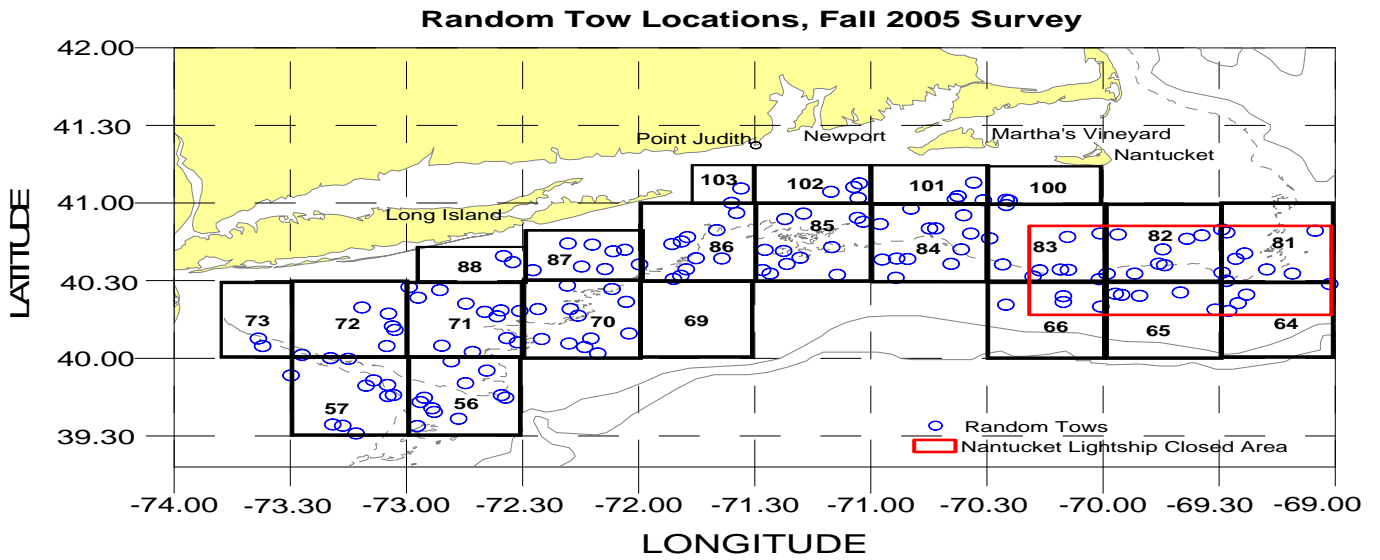 Random Tow Locations, Fall 2005 Survey
42.00
41.30
41.00
40.30
40.00
39.30
LATITUDE
Point Judith
Newport
Martha's Vineyard
Nantucket
Long Island
103
102
101
100
88
87
86
85
84
83
82
81
73
72
71
70
69
66
65
64
57
56
Random Tows
Nantucket Lightship Closed Area
-74.00 -73.30 -73.00 -72.30 -72.00 -71.30 -71.00 -70.30 -70.00 -69.30 -69.00
LONGITUDE